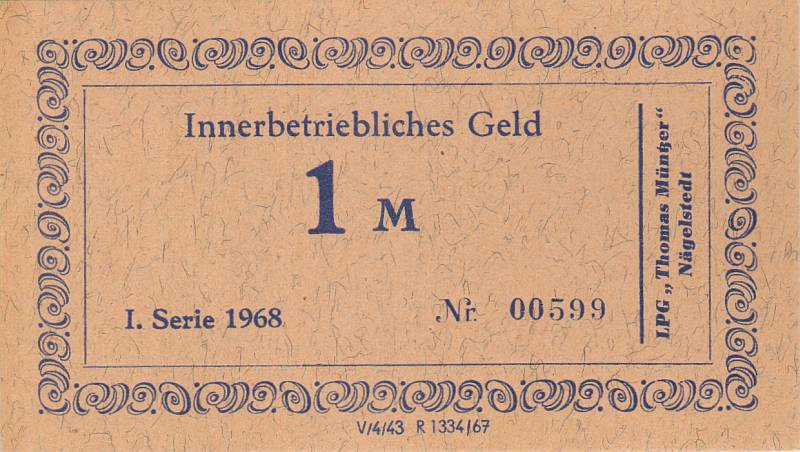 Innerbetriebliches Geld
1 M
I. Serie 1968
Nr. 00599
LPG „Thomas Müntzer“
Nägelstedt
V/4/43 R 1334/67